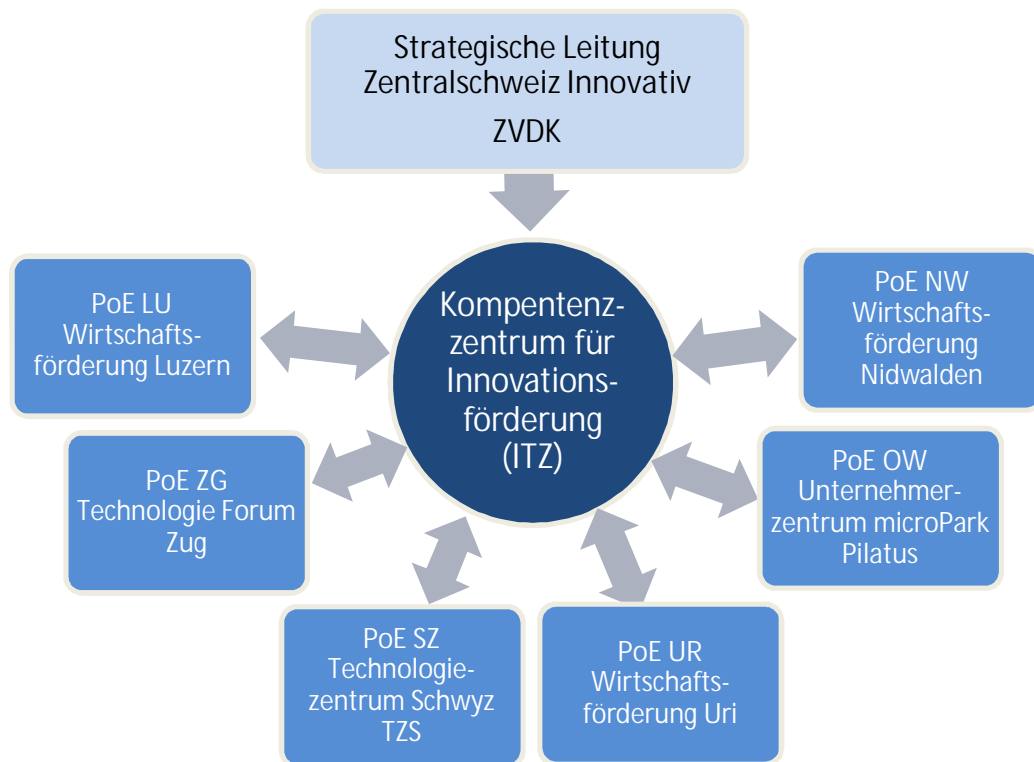 Strategische Leitung
Zentralschweiz Innovativ
ZVDK
Kompentenz-
zentrum für
Innovations-
förderung
(ITZ)
PoE LU
Wirtschafts-
förderung Luzern
PoE NW
Wirtschafts-
förderung
Nidwalden
PoE ZG
Technologie Forum
Zug
PoE OW
Unternehmer-
zentrum microPark
Pilatus
PoE SZ
Technologie-
zentrum Schwyz
TZS
PoE UR
Wirtschafts-
förderung Uri